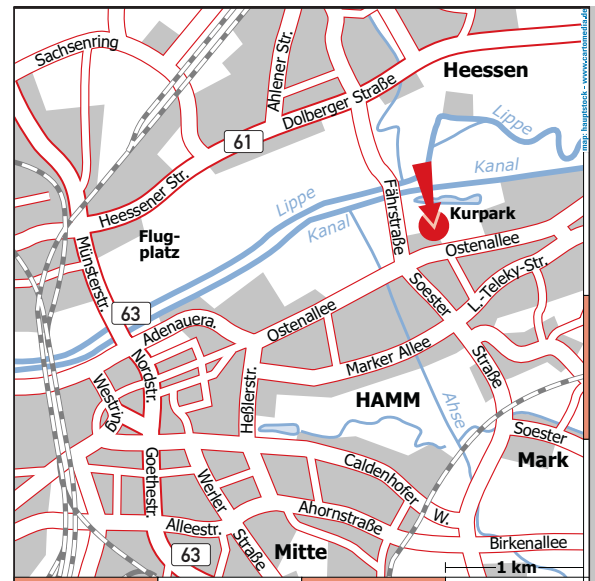 Sachsenring
Ahlener Str.
Dolberger Straße
Heessen
map: hauptstock - www.cartomedia.de
Lippe
61
Kanal
Heessener Str.
Lippe
Kanal
Fährstraße
Kurpark
Flug-
platz
Münsterstr.
Ostenallee
Soester
L.-Teleky-Str.
63
Adenauera.
Ostenallee
Nordstr.
Marker Allee
Straße
Westring
Heßlerstr.
HAMM
Ahse
Soester
Mark
Goethestr.
Werler
Caldenhofer
W.
Ahornstraße
Alleestr.
63
Straße
Mitte
Birkenallee
1 km